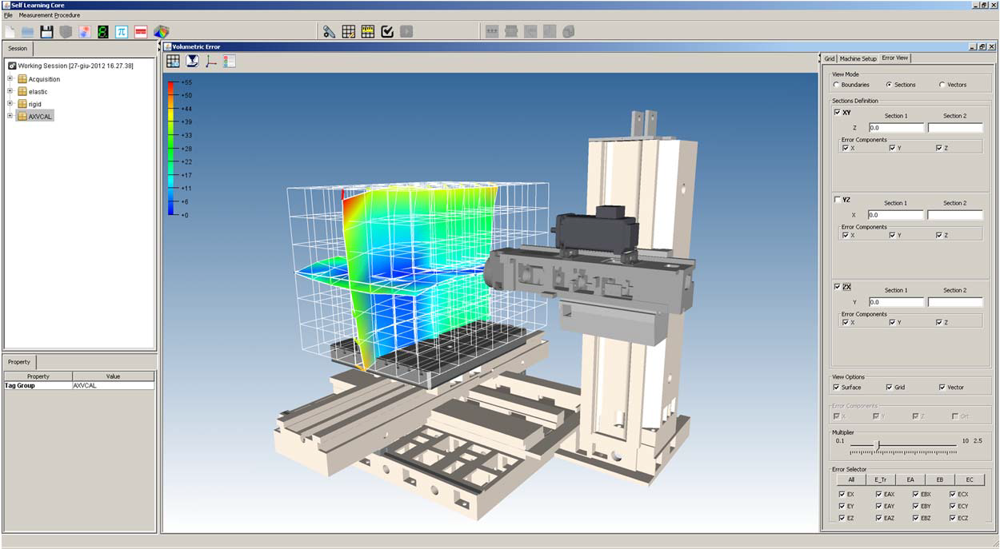 Self Learning Core
File Measurement Procedure
Session
Working Session [27-giu-2012 16.27.38]
Acquisition
elastic
rigid
AXVCAL
Property
Property Value
Tag Group AXVCAL
Volumetric Error
+55
+50
+44
+39
+33
+28
+22
+17
+11
+6
+0
Grid Machine Setup Error View
View Mode
Boundaries Sections Vectors
Sections Definition
XY
Section 1 Section 2
Z 0.0
Error Components
X Y Z
YZ
Section 1 Section 2
X 0.0
Error Components
X Y Z
ZX
Section 1 Section 2
Y 0.0
Error Components
X Y Z
View Options
Surface Grid Vector
Error Components
X Y Z Ort
Multiplier
0.1 10 2.5
Error Selector
All E_Tr EA EB EC
EX EAX EBX ECX
EY EAY EBY ECY
EZ EAZ EBZ ECZ